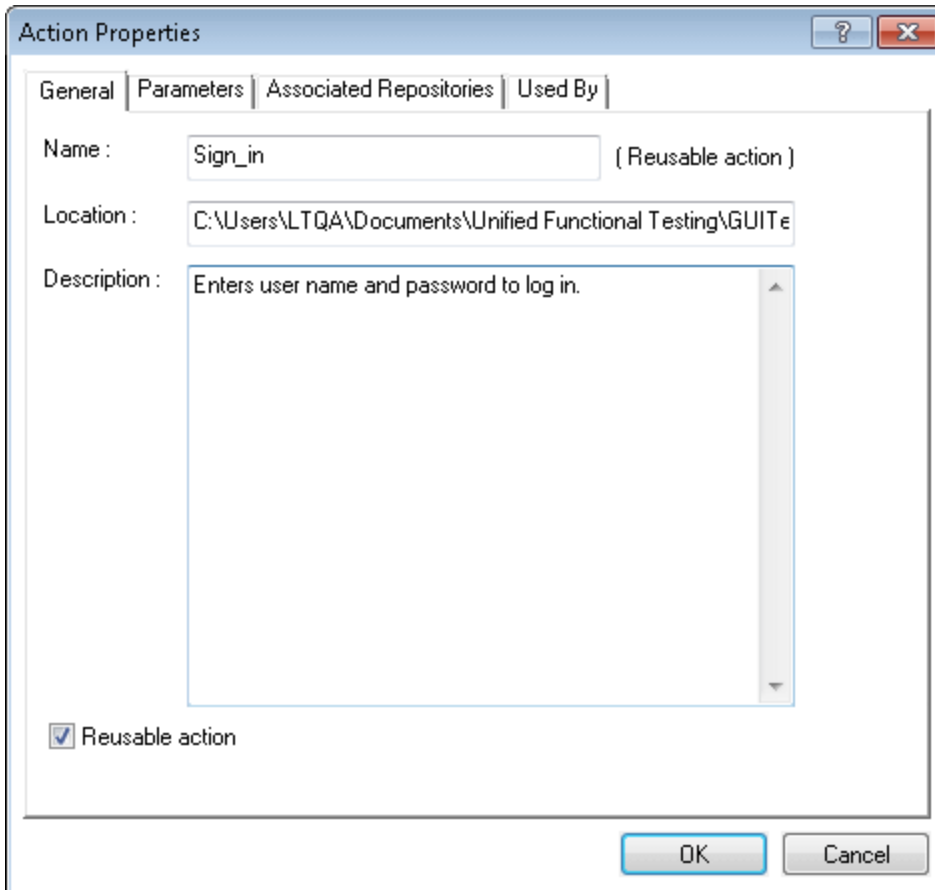 Action Properties
General Parameters Associated Repositories Used By
Name : Sign_in ( Reusable action )
Location : C:\Users\LTQA\Documents\Unified Functional Testing\GUITe
Description : Enters user name and password to log in.
Reusable action
OK Cancel